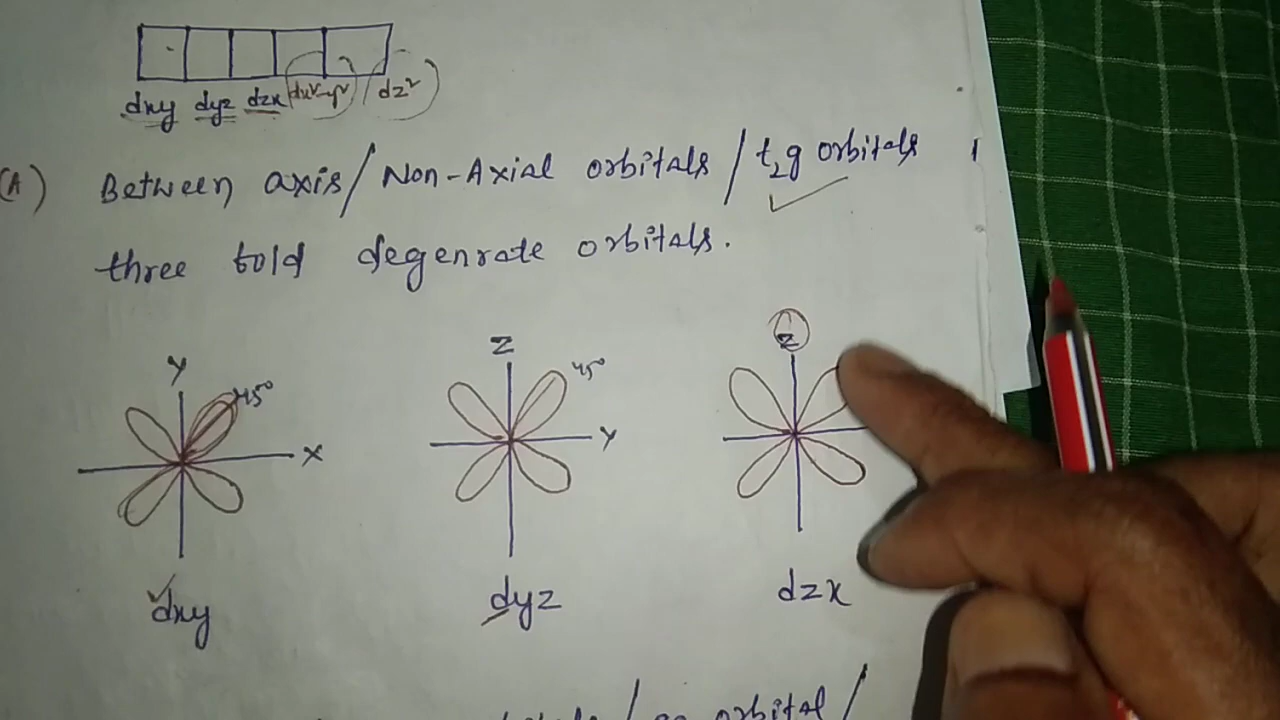 dxy dyz dzx dx²-y² dz²
(A) Between axis/Non-Axial orbitals/t₂g orbitals
three fold degenrate orbitals.
Z
Y Z 45°
45°
X Y
dxy dyz dzx
orbital/